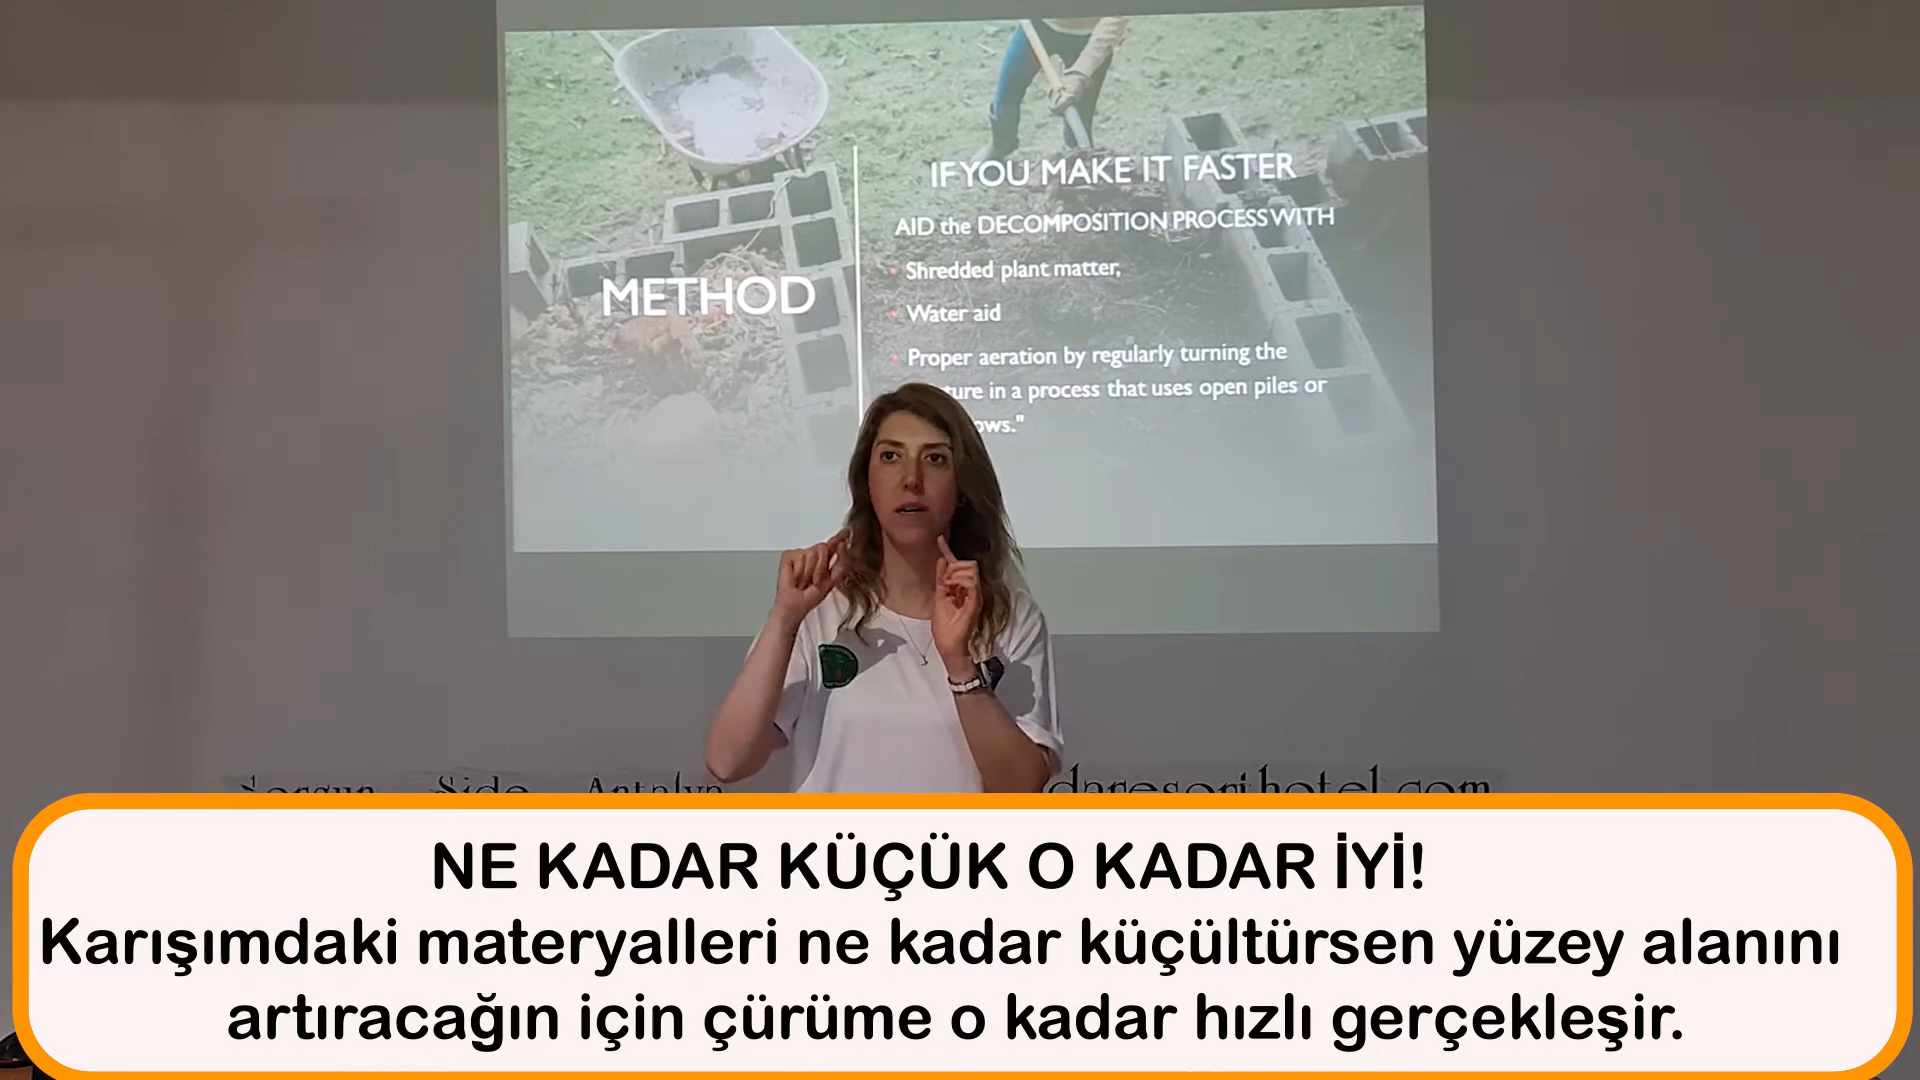 IF YOU MAKE IT FASTER
AID the DECOMPOSITION PROCESS WITH
Shredded plant matter,
Water aid
METHOD
Proper aeration by regularly turning the
in a process that uses open piles or
Side Antalya
NE KADAR KÜÇÜK O KADAR İYİ!
Karışımdaki materyalleri ne kadar küçültürsen yüzey alanını
artıracağın için çürüme o kadar hızlı gerçekleşir.